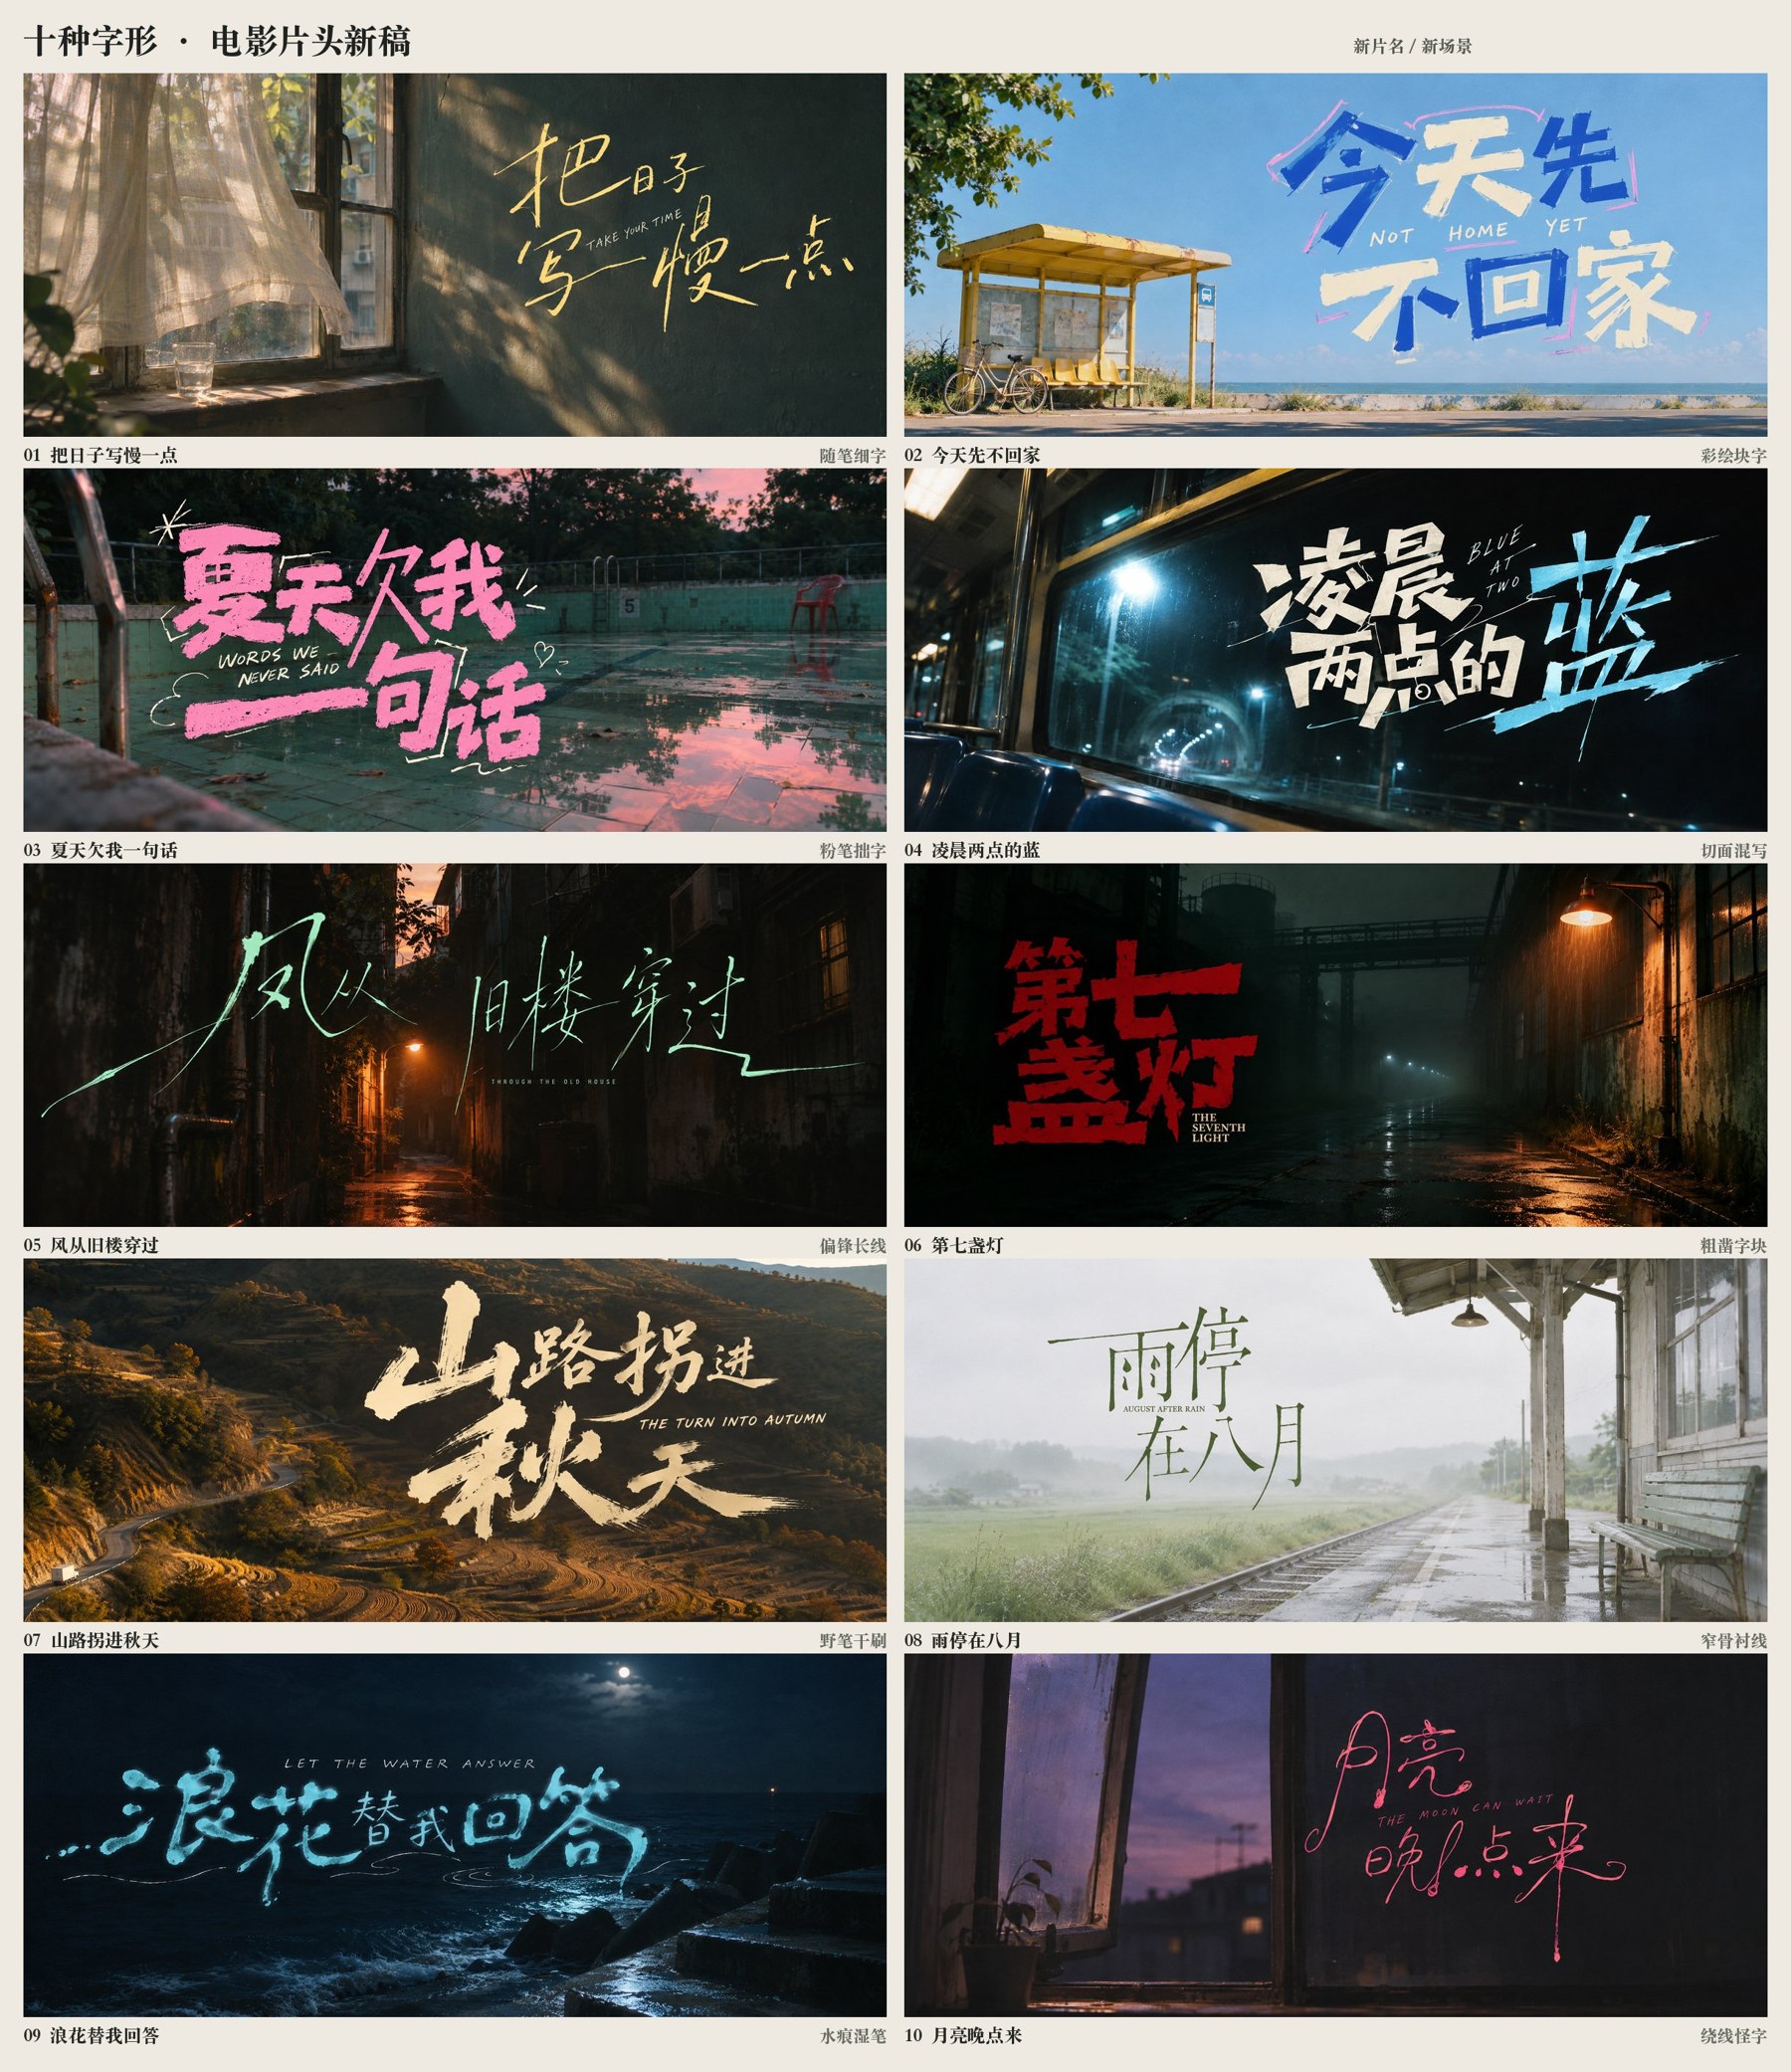 十种字形 · 电影片头新稿
新片名 / 新场景
把日子
TAKE YOUR TIME
写慢一点
01 把日子写慢一点
随笔细字
今天先
NOT HOME YET
不回家
02 今天先不回家
彩绘块字
夏天欠我
WORDS WE
NEVER SAID
一句话
5
03 夏天欠我一句话
粉笔拙字
凌晨
两点的
蓝
BLUE
AT
TWO
04 凌晨两点的蓝
切面混写
风从旧楼穿过
THROUGH THE OLD HOUSE
05 风从旧楼穿过
偏锋长线
第七
盏灯
THE
SEVENTH
LIGHT
06 第七盏灯
粗凿字块
山路拐进
THE TURN INTO AUTUMN
秋天
07 山路拐进秋天
野笔干刷
雨停
AUGUST AFTER RAIN
在八月
08 雨停在八月
窄骨衬线
LET THE WATER ANSWER
浪花替我回答
09 浪花替我回答
水痕湿笔
月亮
THE MOON CAN WAIT
晚点来
10 月亮晚点来
绕线怪字